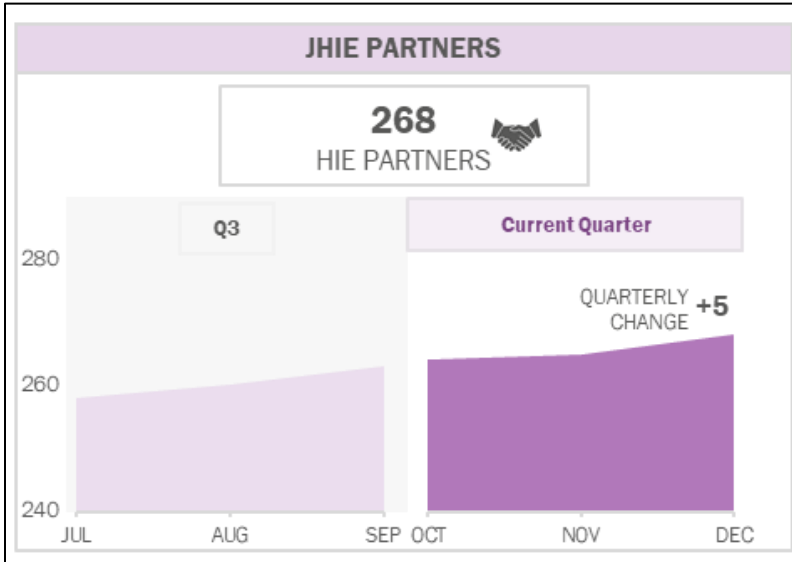 JHIE PARTNERS
268
HIE PARTNERS
Q3
Current Quarter
280
QUARTERLY +5
CHANGE
260
240
JUL AUG SEP OCT NOV DEC